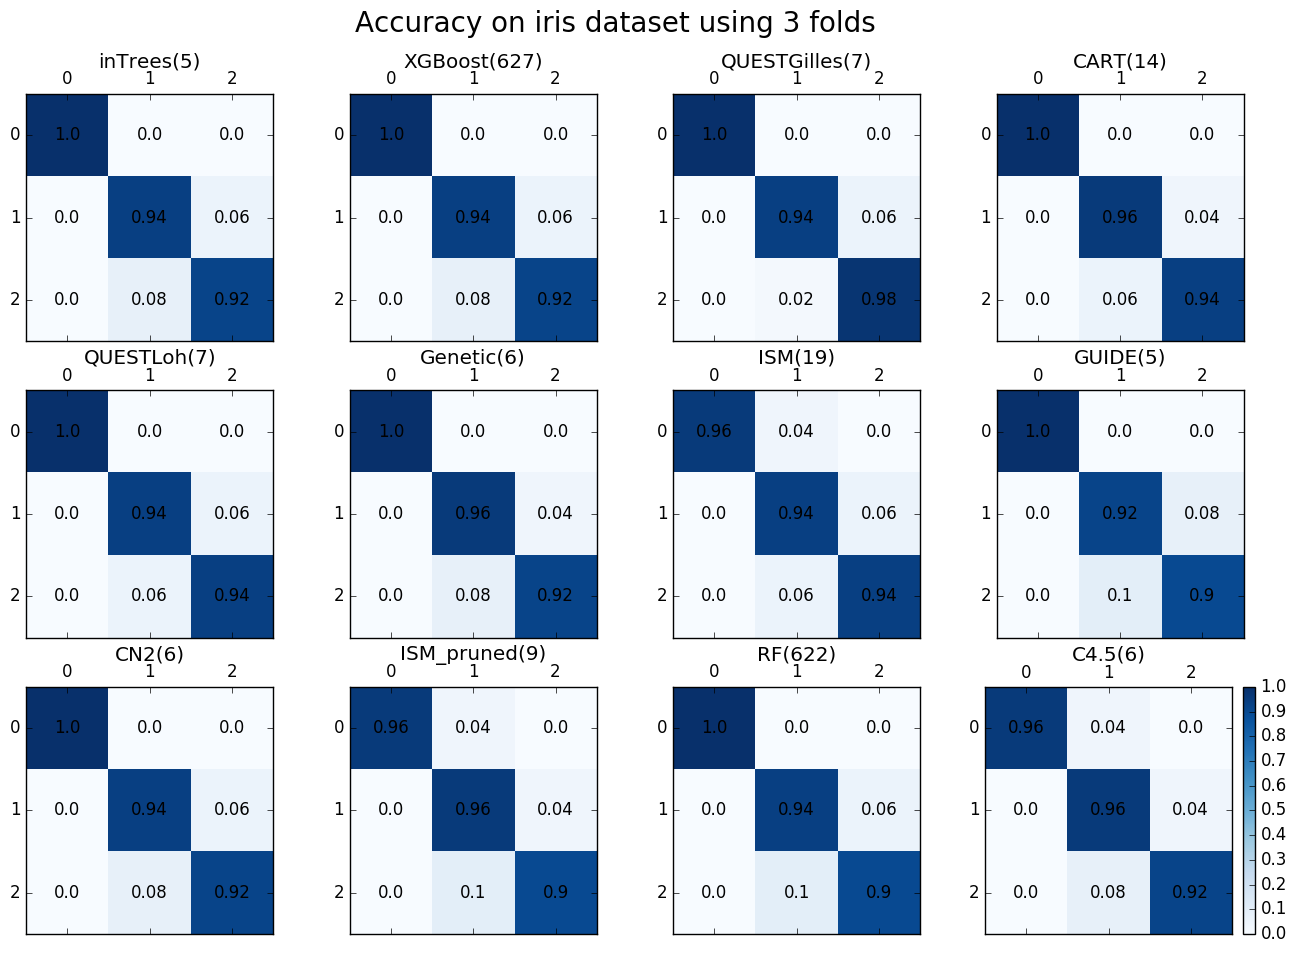 Accuracy on iris dataset using 3 folds
inTrees(5) XGBoost(627) QUESTGilles(7) CART(14)
0 1 2 0 1 2 0 1 2 0 1 2
0 1.0 0.0 0.0 0 1.0 0.0 0.0 0 1.0 0.0 0.0 0 1.0 0.0 0.0
1 0.0 0.94 0.06 1 0.0 0.94 0.06 1 0.0 0.94 0.06 1 0.0 0.96 0.04
2 0.0 0.08 0.92 2 0.0 0.08 0.92 2 0.0 0.02 0.98 2 0.0 0.06 0.94
QUESTLoh(7) Genetic(6) ISM(19) GUIDE(5)
0 1 2 0 1 2 0 1 2 0 1 2
0 1.0 0.0 0.0 0 1.0 0.0 0.0 0 0.96 0.04 0.0 0 1.0 0.0 0.0
1 0.0 0.94 0.06 1 0.0 0.96 0.04 1 0.0 0.94 0.06 1 0.0 0.92 0.08
2 0.0 0.06 0.94 2 0.0 0.08 0.92 2 0.0 0.06 0.94 2 0.0 0.1 0.9
CN2(6) ISM_pruned(9) RF(622) C4.5(6)
0 1 2 0 1 2 0 1 2 0 1 2
0 1.0 0.0 0.0 0 0.96 0.04 0.0 0 1.0 0.0 0.0 0 0.96 0.04 0.0
1 0.0 0.94 0.06 1 0.0 0.96 0.04 1 0.0 0.94 0.06 1 0.0 0.96 0.04
2 0.0 0.08 0.92 2 0.0 0.1 0.9 2 0.0 0.1 0.9 2 0.0 0.08 0.92
1.0
0.9
0.8
0.7
0.6
0.5
0.4
0.3
0.2
0.1
0.0